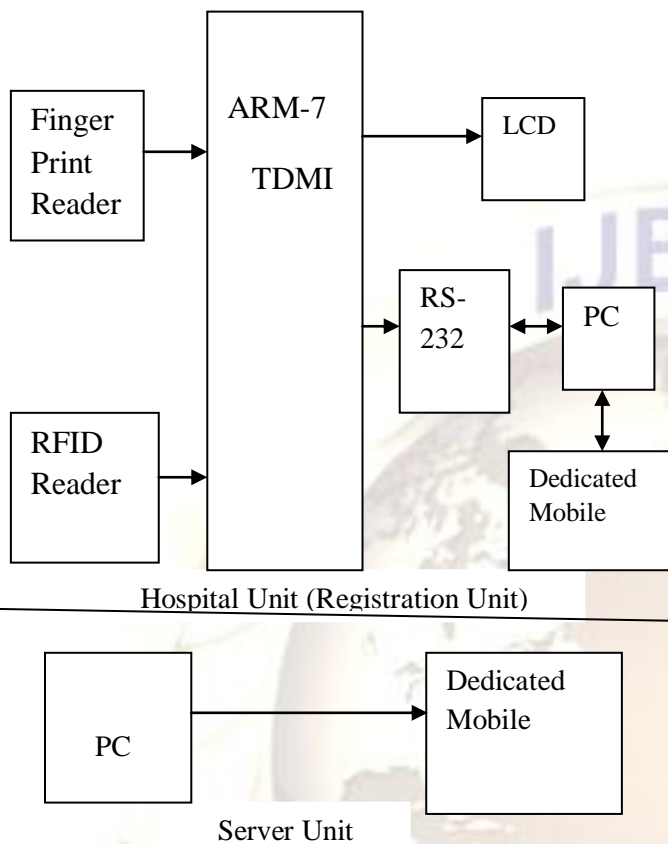 Finger
Print
Reader
ARM-7
TDMI
LCD
RS-
232
PC
RFID
Reader
Dedicated
Mobile
Hospital Unit (Registration Unit)
PC
Dedicated
Mobile
Server Unit